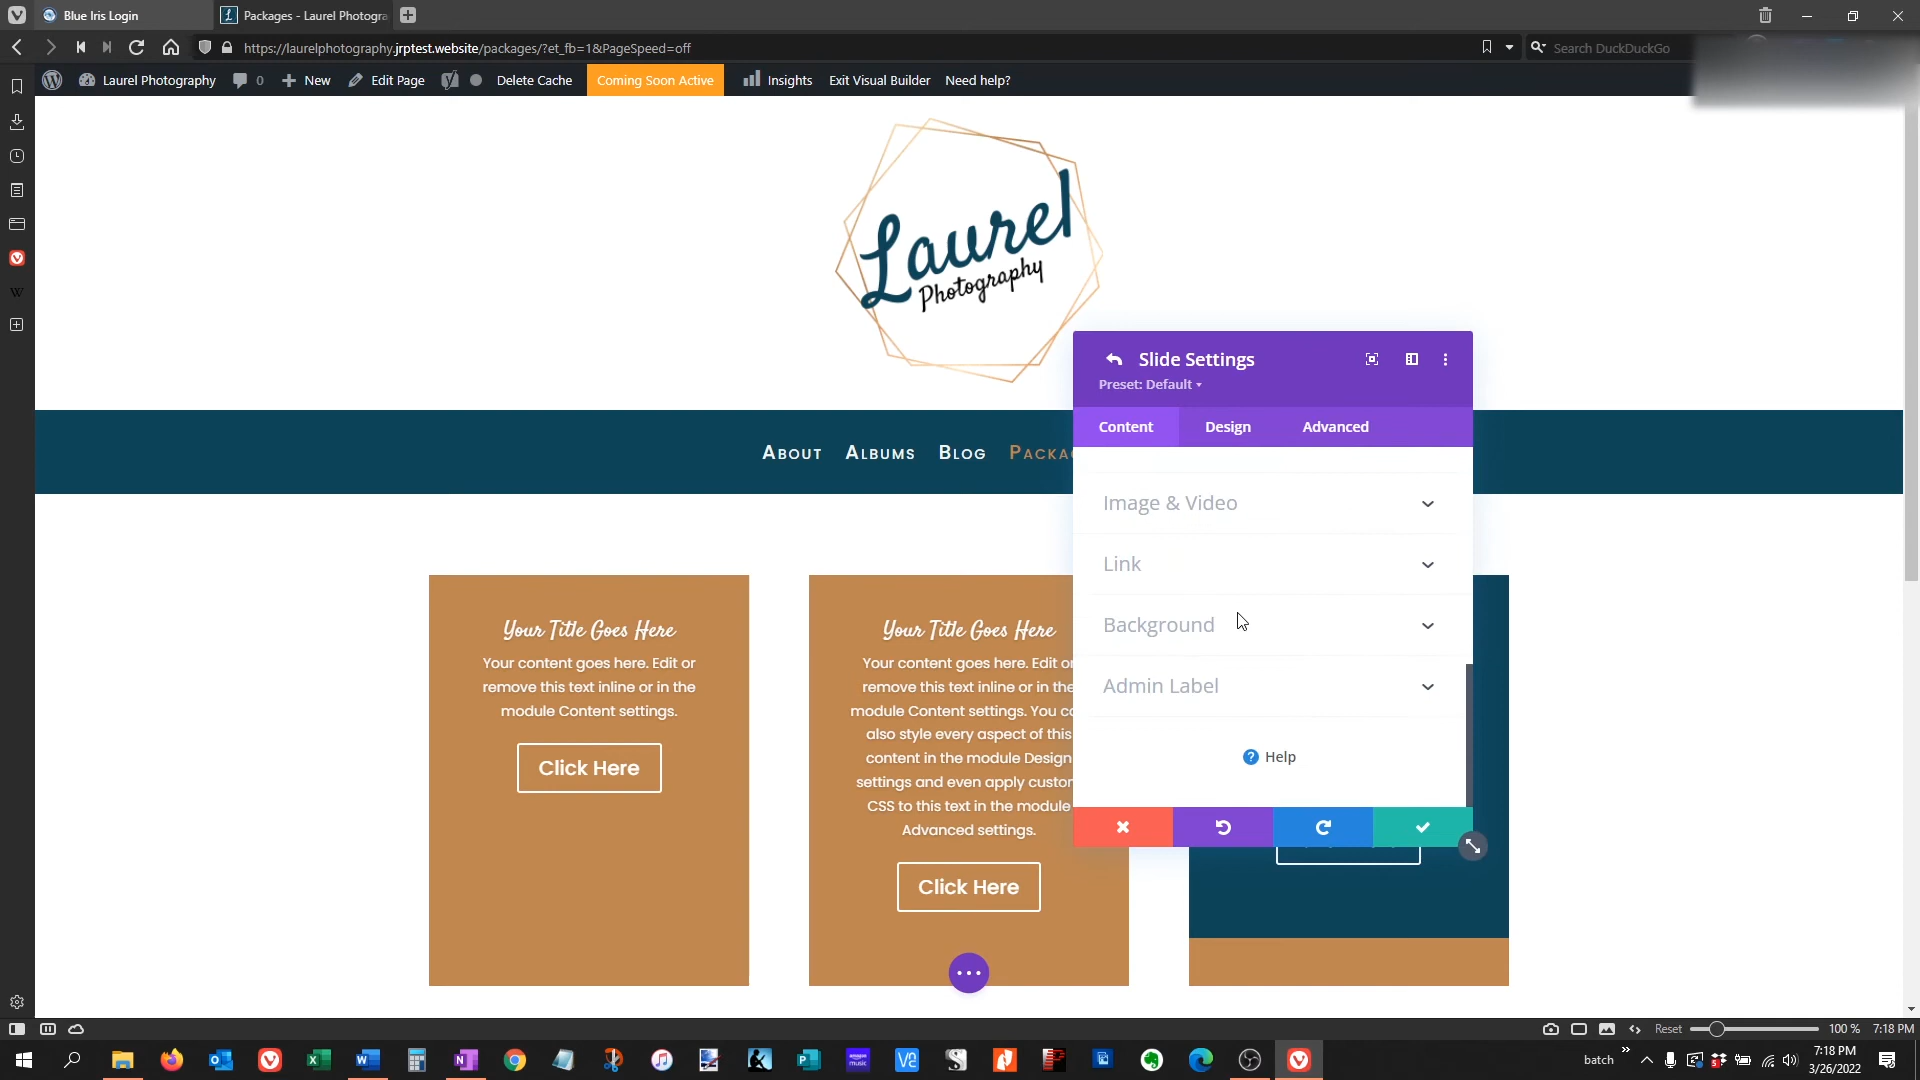 Blue Iris Login
Packages - Laurel Photogra
https://laurelphotography.jrptest.website/packages/?et_fb=1&PageSpeed=off
Search DuckDuckGo
Laurel Photography
0
New
Edit Page
Delete Cache
Coming Soon Active
Insights
Exit Visual Builder
Need help?
Laurel
Photography
About
Albums
Blog
Packa
Slide Settings
Preset: Default
Content
Design
Advanced
Image & Video
Link
Background
Admin Label
Help
Your Title Goes Here
Your content goes here. Edit or
remove this text inline or in the
module Content settings.
Click Here
Your Title Goes Here
Your content goes here. Edit or
remove this text inline or in the
module Content settings. You ca
also style every aspect of this
content in the module Design
settings and even apply custom
CSS to this text in the module
Advanced settings.
Click Here
Reset
100 %
7:18 PM
batch
7:18 PM
3/26/2022